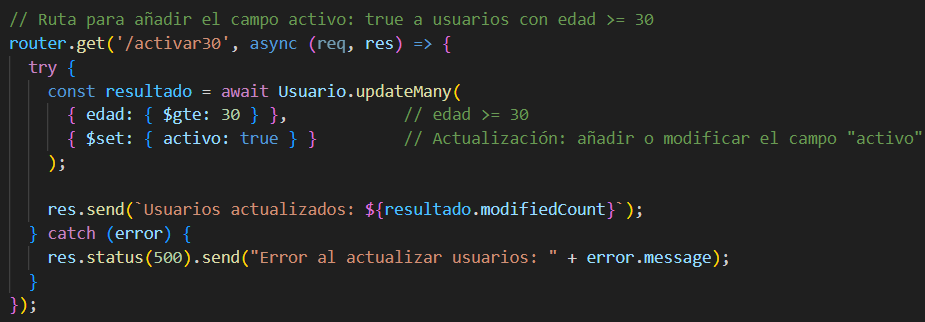 // Ruta para añadir el campo activo: true a usuarios con edad >= 30
router.get('/activar30', async (req, res) => {
  try {
    const resultado = await Usuario.updateMany(
      { edad: { $gte: 30 } },            // edad >= 30
      { $set: { activo: true } }         // Actualización: añadir o modificar el campo "activo"
    );

    res.send(`Usuarios actualizados: ${resultado.modifiedCount}`);
  } catch (error) {
    res.status(500).send("Error al actualizar usuarios: " + error.message);
  }
});